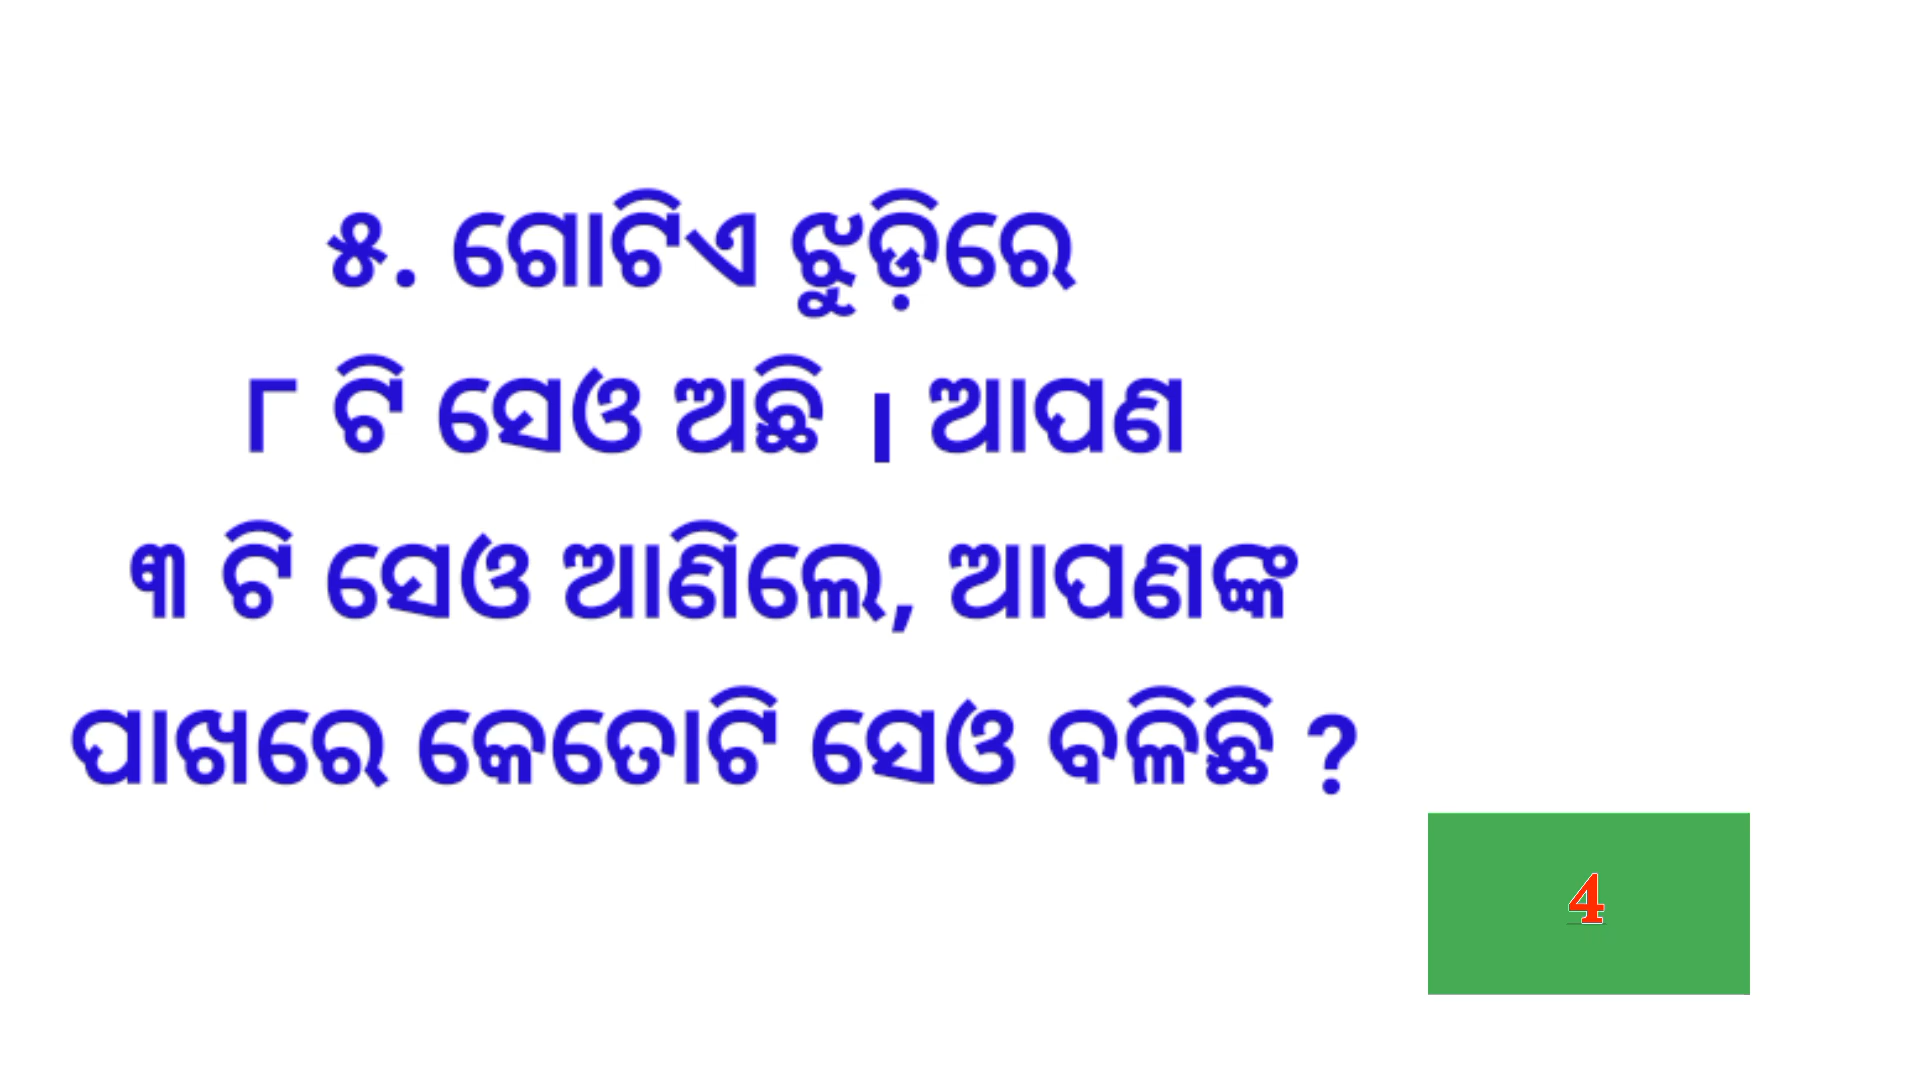 ୫. ଗୋଟିଏ ଝୁଡ଼ିରେ
୮ ଟି ସେଓ ଅଛି । ଆପଣ
୩ ଟି ସେଓ ଆଣିଲେ, ଆପଣଙ୍କ
ପାଖରେ କେତୋଟି ସେଓ ବଳିଛି ?
4